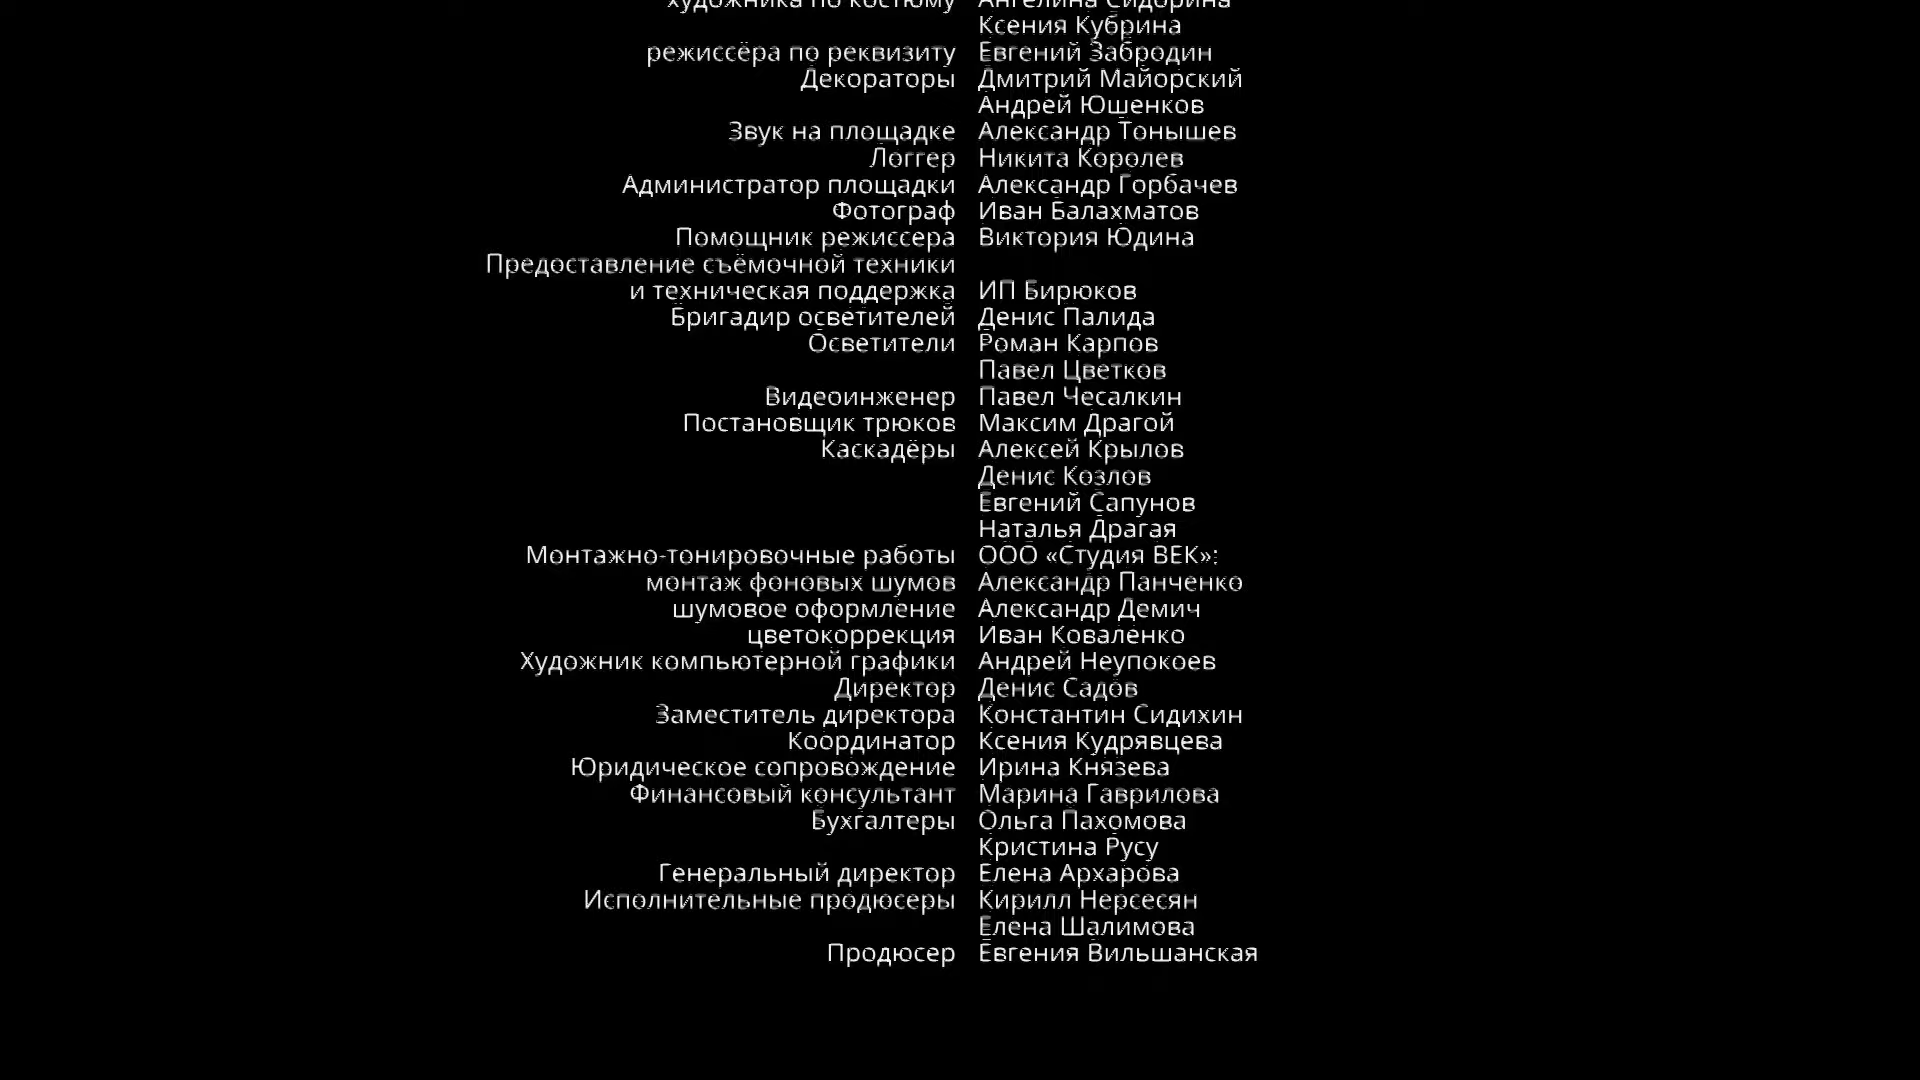 художника по костюму Ангелина Сидорина
Ксения Кубрина
режиссёра по реквизиту Евгений Забродин
Декораторы Дмитрий Майорский
Андрей Юшенков
Звук на площадке Александр Тонышев
Логгер Никита Королев
Администратор площадки Александр Горбачев
Фотограф Иван Балахматов
Помощник режиссера Виктория Юдина
Предоставление съёмочной техники
и техническая поддержка ИП Бирюков
Бригадир осветителей Денис Палида
Осветители Роман Карпов
Павел Цветков
Видеоинженер Павел Чесалкин
Постановщик трюков Максим Драгой
Каскадёры Алексей Крылов
Денис Козлов
Евгений Сапунов
Наталья Драгая
Монтажно-тонировочные работы ООО «Студия ВЕК»:
монтаж фоновых шумов Александр Панченко
шумовое оформление Александр Демич
цветокоррекция Иван Коваленко
Художник компьютерной графики Андрей Неупокоев
Директор Денис Садов
Заместитель директора Константин Сидихин
Координатор Ксения Кудрявцева
Юридическое сопровождение Ирина Князева
Финансовый консультант Марина Гаврилова
Бухгалтеры Ольга Пахомова
Кристина Русу
Генеральный директор Елена Архарова
Исполнительные продюсеры Кирилл Нерсесян
Елена Шалимова
Продюсер Евгения Вильшанская